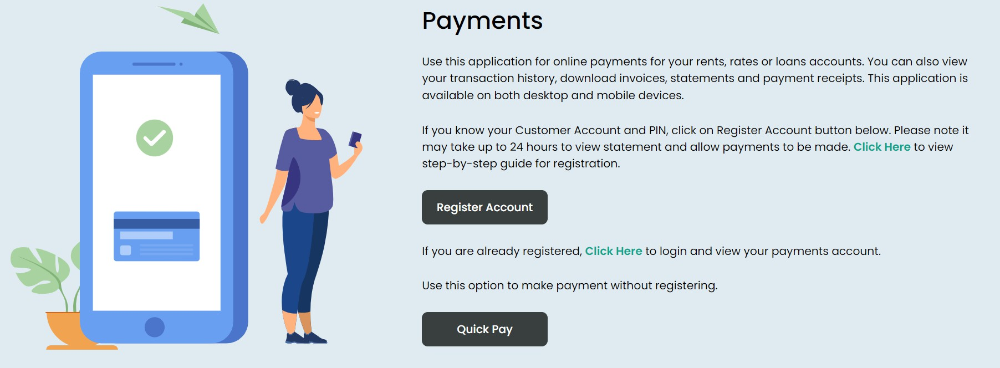 Payments
Use this application for online payments for your rents, rates or loans accounts. You can also view
your transaction history, download invoices, statements and payment receipts. This application is
available on both desktop and mobile devices.
If you know your Customer Account and PIN, click on Register Account button below. Please note it
may take up to 24 hours to view statement and allow payments to be made. Click Here to view
step-by-step guide for registration.
Register Account
If you are already registered, Click Here to login and view your payments account.
Use this option to make payment without registering.
Quick Pay